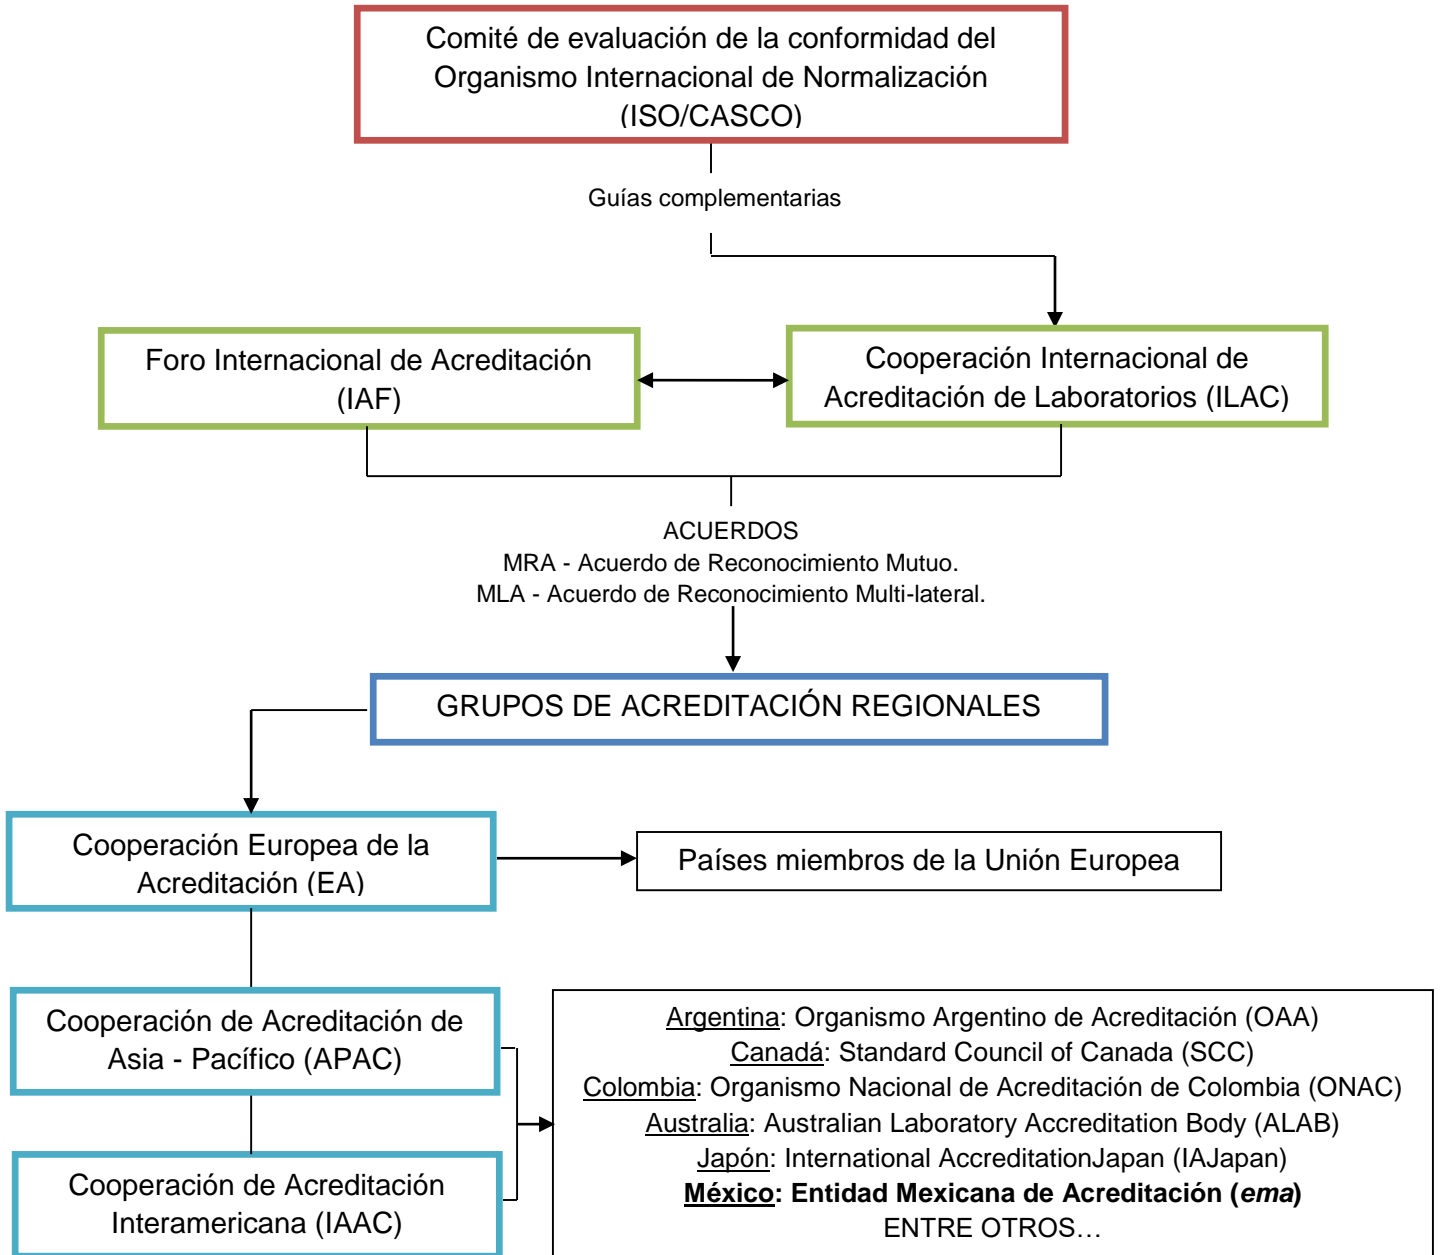 Comité de evaluación de la conformidad del
Organismo Internacional de Normalización
(ISO/CASCO)
Guías complementarias
Foro Internacional de Acreditación
(IAF)
Cooperación Internacional de
Acreditación de Laboratorios (ILAC)
ACUERDOS
MRA - Acuerdo de Reconocimiento Mutuo.
MLA - Acuerdo de Reconocimiento Multi-lateral.
GRUPOS DE ACREDITACIÓN REGIONALES
Cooperación Europea de la
Acreditación (EA)
Países miembros de la Unión Europea
Cooperación de Acreditación de
Asia - Pacífico (APAC)
Cooperación de Acreditación
Interamericana (IAAC)
Argentina: Organismo Argentino de Acreditación (OAA)
Canadá: Standard Council of Canada (SCC)
Colombia: Organismo Nacional de Acreditación de Colombia (ONAC)
Australia: Australian Laboratory Accreditation Body (ALAB)
Japón: International AccreditationJapan (IAJapan)
México: Entidad Mexicana de Acreditación (ema)
ENTRE OTROS…